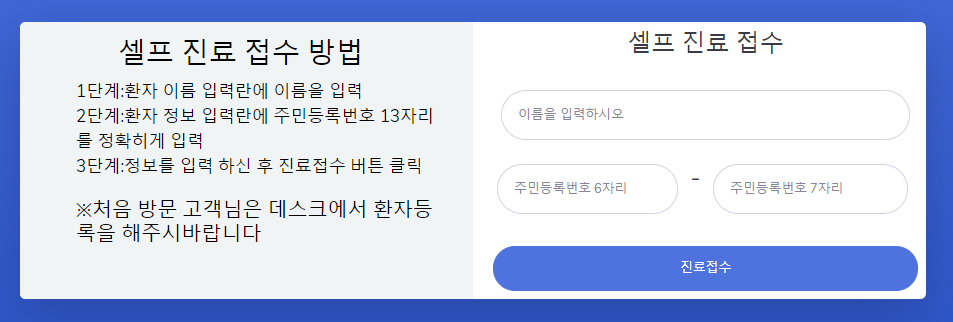 셀프 진료 접수 방법
1단계:환자 이름 입력란에 이름을 입력
2단계:환자 정보 입력란에 주민등록번호 13자리
를 정확히게 입력
3단계:정보를 입력 하신 후 진료접수 버튼 클릭
※처음 방문 고객님은 데스크에서 환자등
록을 해주시바랍니다
셀프 진료 접수
이름을 입력하시오
주민등록번호 6자리 - 주민등록번호 7자리
진료접수